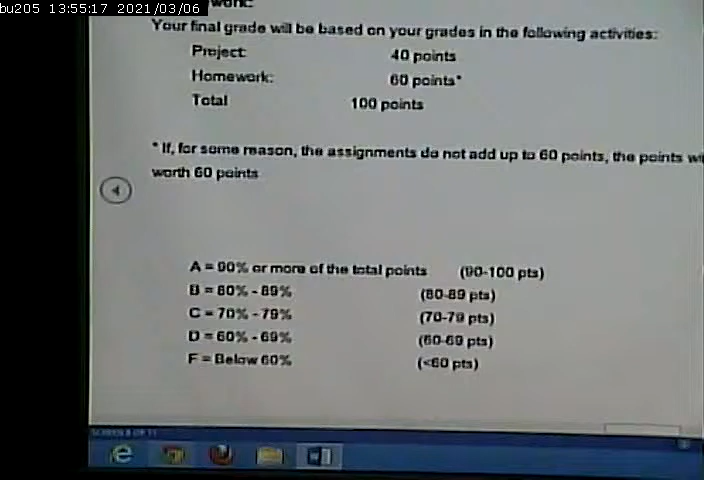 bu205 13:55:17 2021/03/06
Your final grade will be based on your grades in the following activities:
Project: 40 points
Homework: 60 points*
Total 100 points
* If, for some reason, the assignments do not add up to 60 points, the points wi
worth 60 points
A = 90% or more of the total points (90-100 pts)
B = 80% - 89% (80-89 pts)
C = 70% - 79% (70-79 pts)
D = 60% - 69% (60-69 pts)
F = Below 60% (<60 pts)